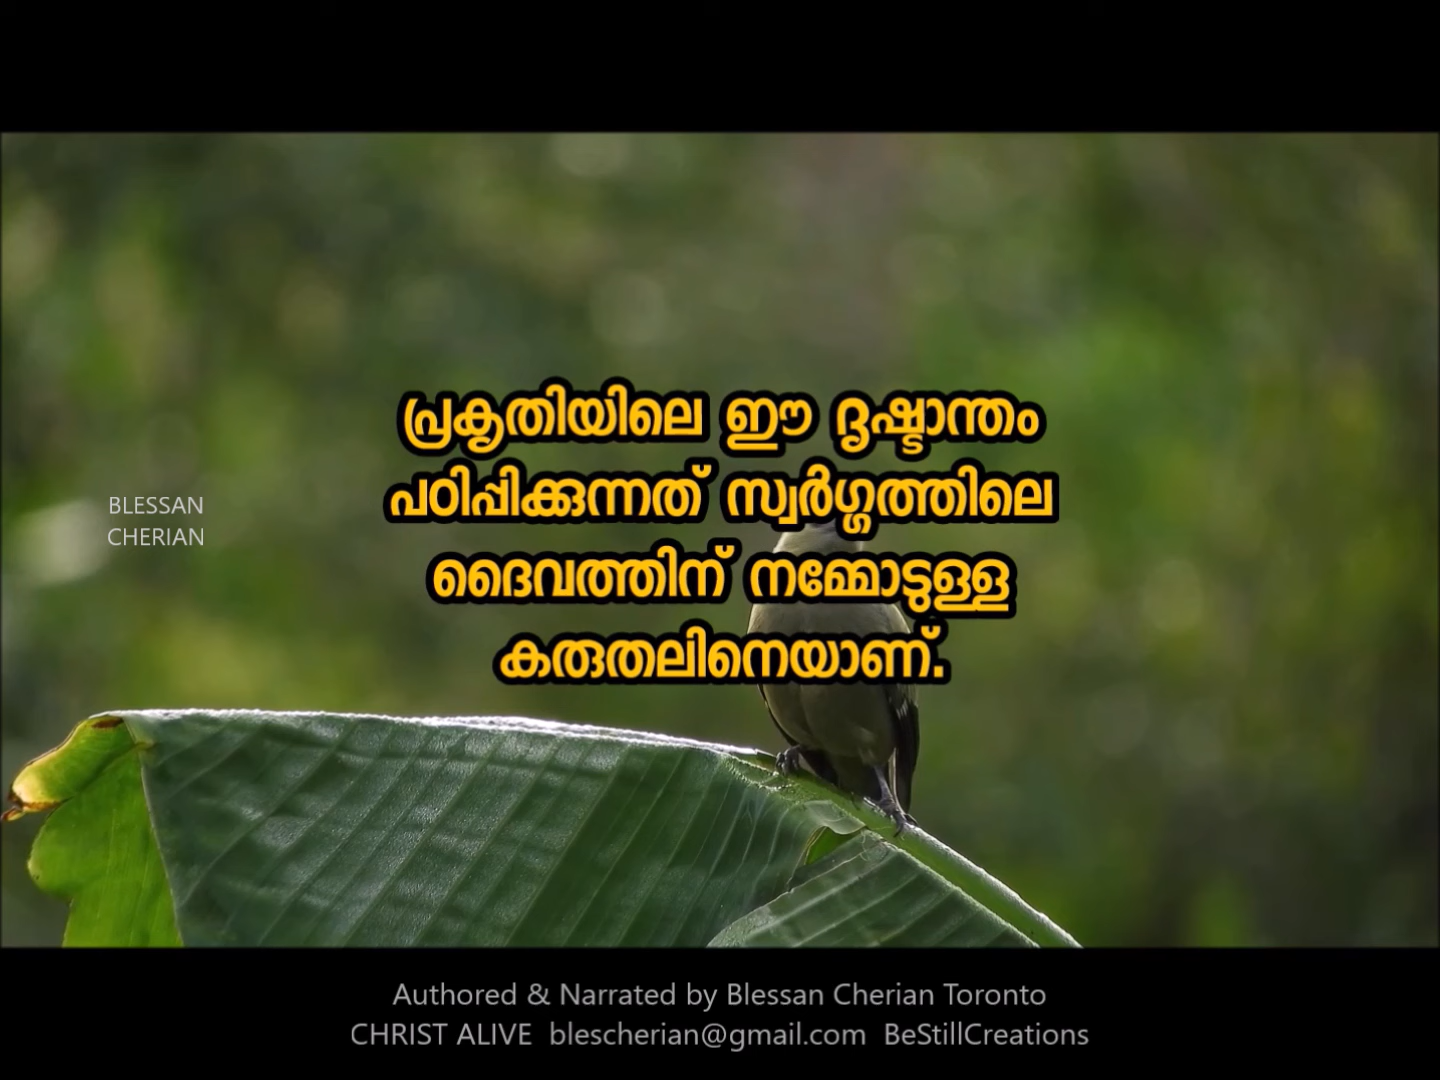 പ്രകൃതിയിലെ ഈ ദൃഷ്ടാന്തം
പഠിപ്പിക്കുന്നത് സ്വർഗ്ഗത്തിലെ
ദൈവത്തിന് നമ്മോടുള്ള
കരുതലിനെയാണ്.
BLESSAN
CHERIAN
Authored & Narrated by Blessan Cherian Toronto
CHRIST ALIVE blescherian@gmail.com BeStillCreations